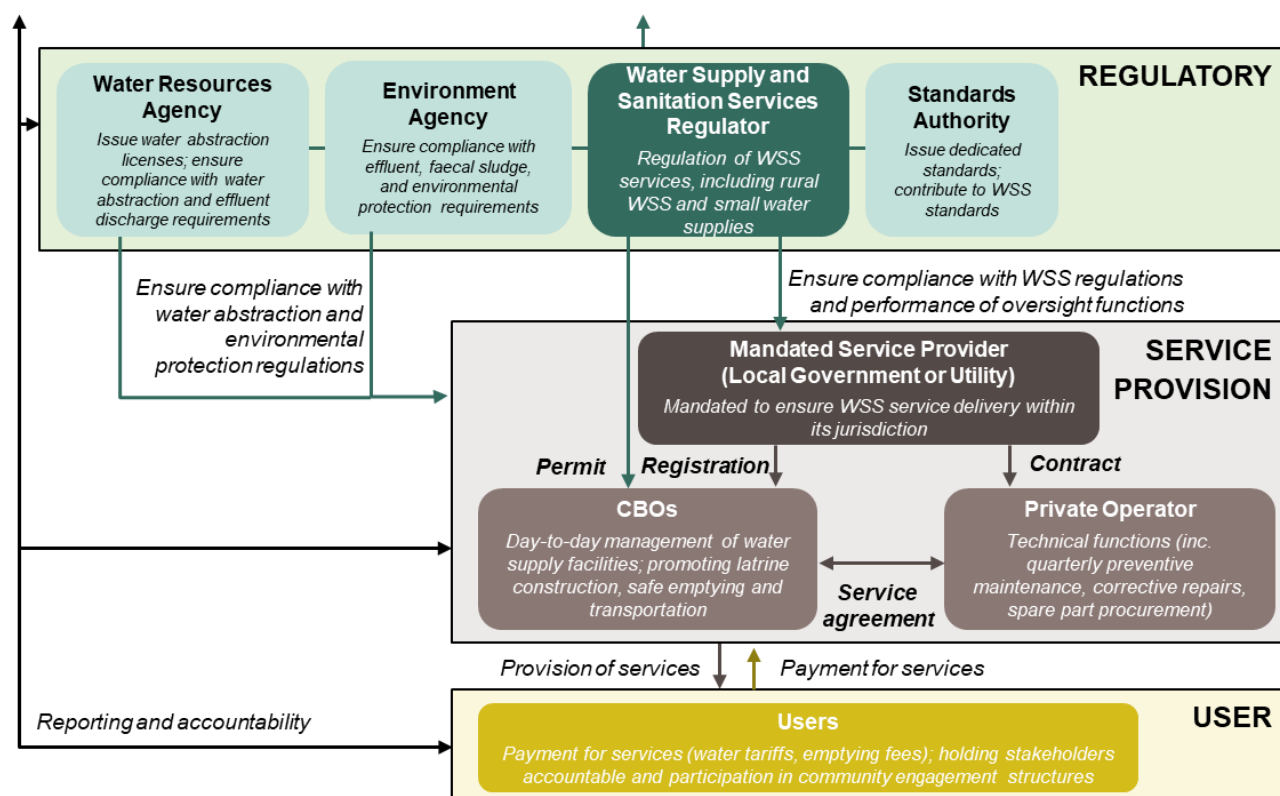 REGULATORY
Water Resources
Agency
Issue water abstraction
licenses; ensure
compliance with water
abstraction and effluent
discharge requirements
Environment
Agency
Ensure compliance with
effluent, faecal sludge,
and environmental
protection requirements
Water Supply and
Sanitation Services
Regulator
Regulation of WSS
services, including rural
WSS and small water
supplies
Standards
Authority
Issue dedicated
standards;
contribute to WSS
standards
Ensure compliance with
water abstraction and
environmental
protection regulations
Ensure compliance with WSS regulations
and performance of oversight functions
SERVICE
PROVISION
Mandated Service Provider
(Local Government or Utility)
Mandated to ensure WSS service delivery within
its jurisdiction
Permit
Registration
Contract
CBOs
Day-to-day management of water
supply facilities; promoting latrine
construction, safe emptying and
transportation
Service
agreement
Private Operator
Technical functions (inc.
quarterly preventive
maintenance, corrective repairs,
spare part procurement)
Provision of services
Payment for services
Reporting and accountability
USER
Users
Payment for services (water tariffs, emptying fees); holding stakeholders
accountable and participation in community engagement structures